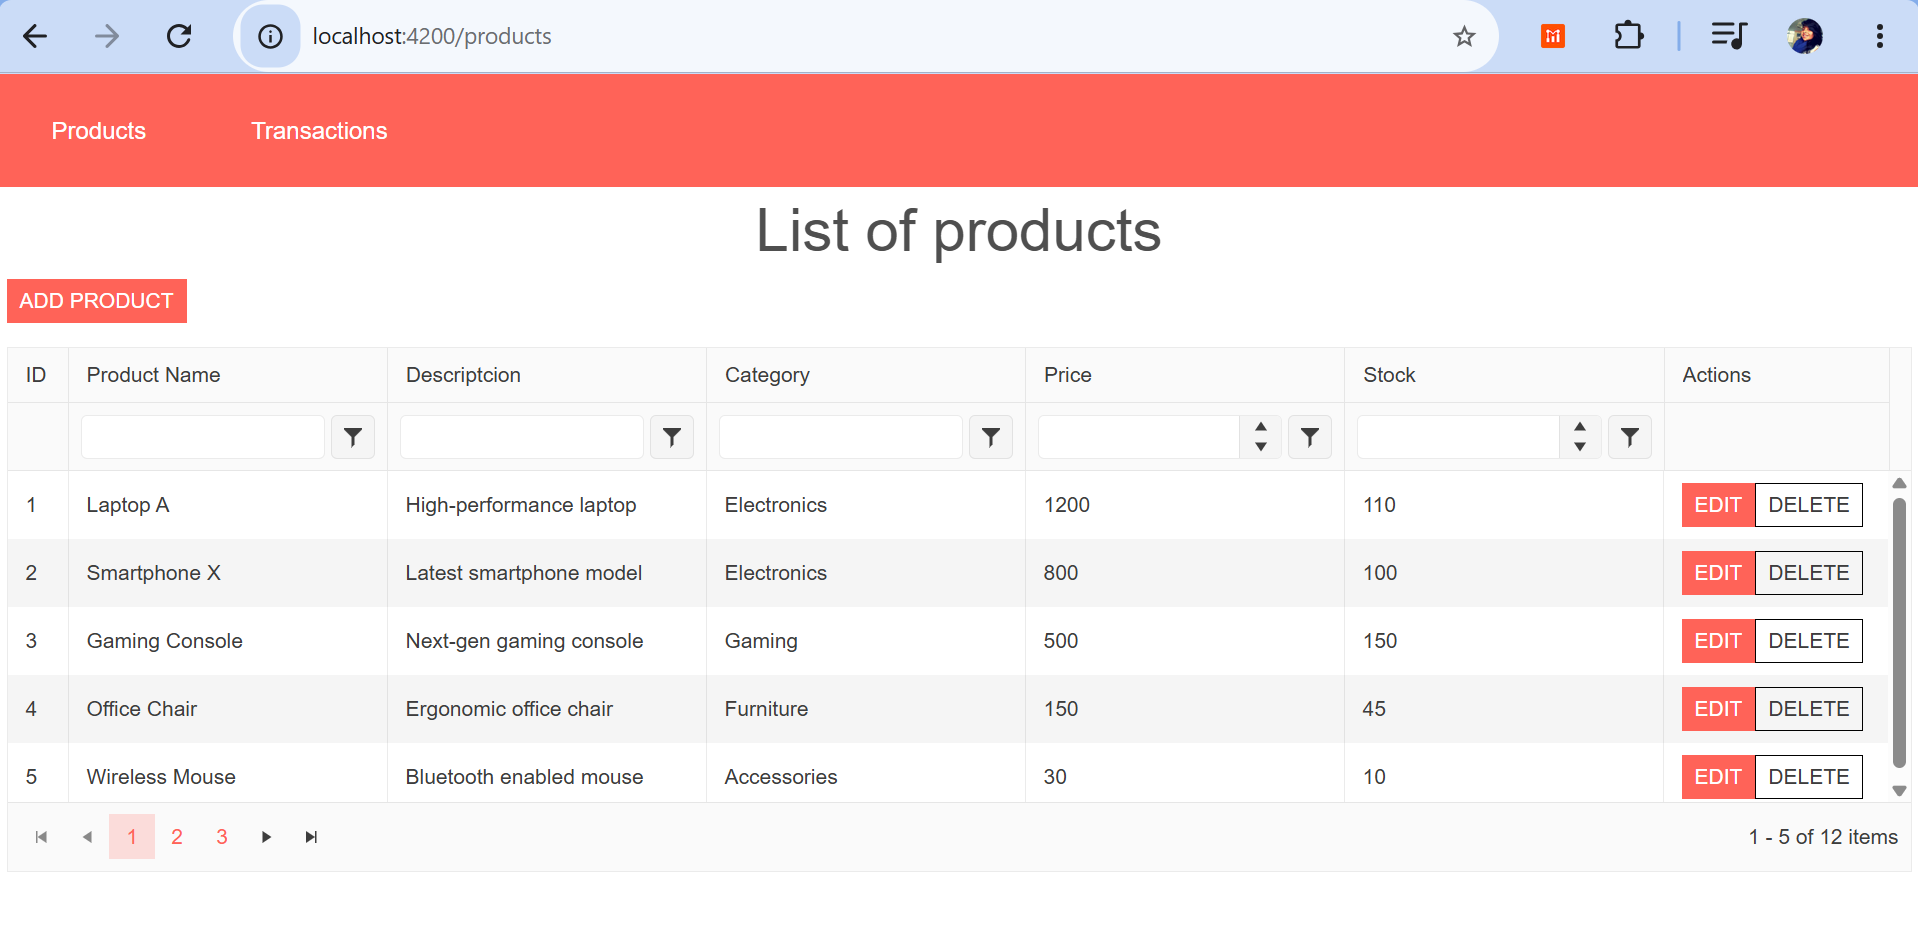 localhost:4200/products
Products Transactions
List of products
ADD PRODUCT
ID Product Name Descriptcion Category Price Stock Actions
1 Laptop A High-performance laptop Electronics 1200 110 EDIT DELETE
2 Smartphone X Latest smartphone model Electronics 800 100 EDIT DELETE
3 Gaming Console Next-gen gaming console Gaming 500 150 EDIT DELETE
4 Office Chair Ergonomic office chair Furniture 150 45 EDIT DELETE
5 Wireless Mouse Bluetooth enabled mouse Accessories 30 10 EDIT DELETE
1 2 3 1 - 5 of 12 items